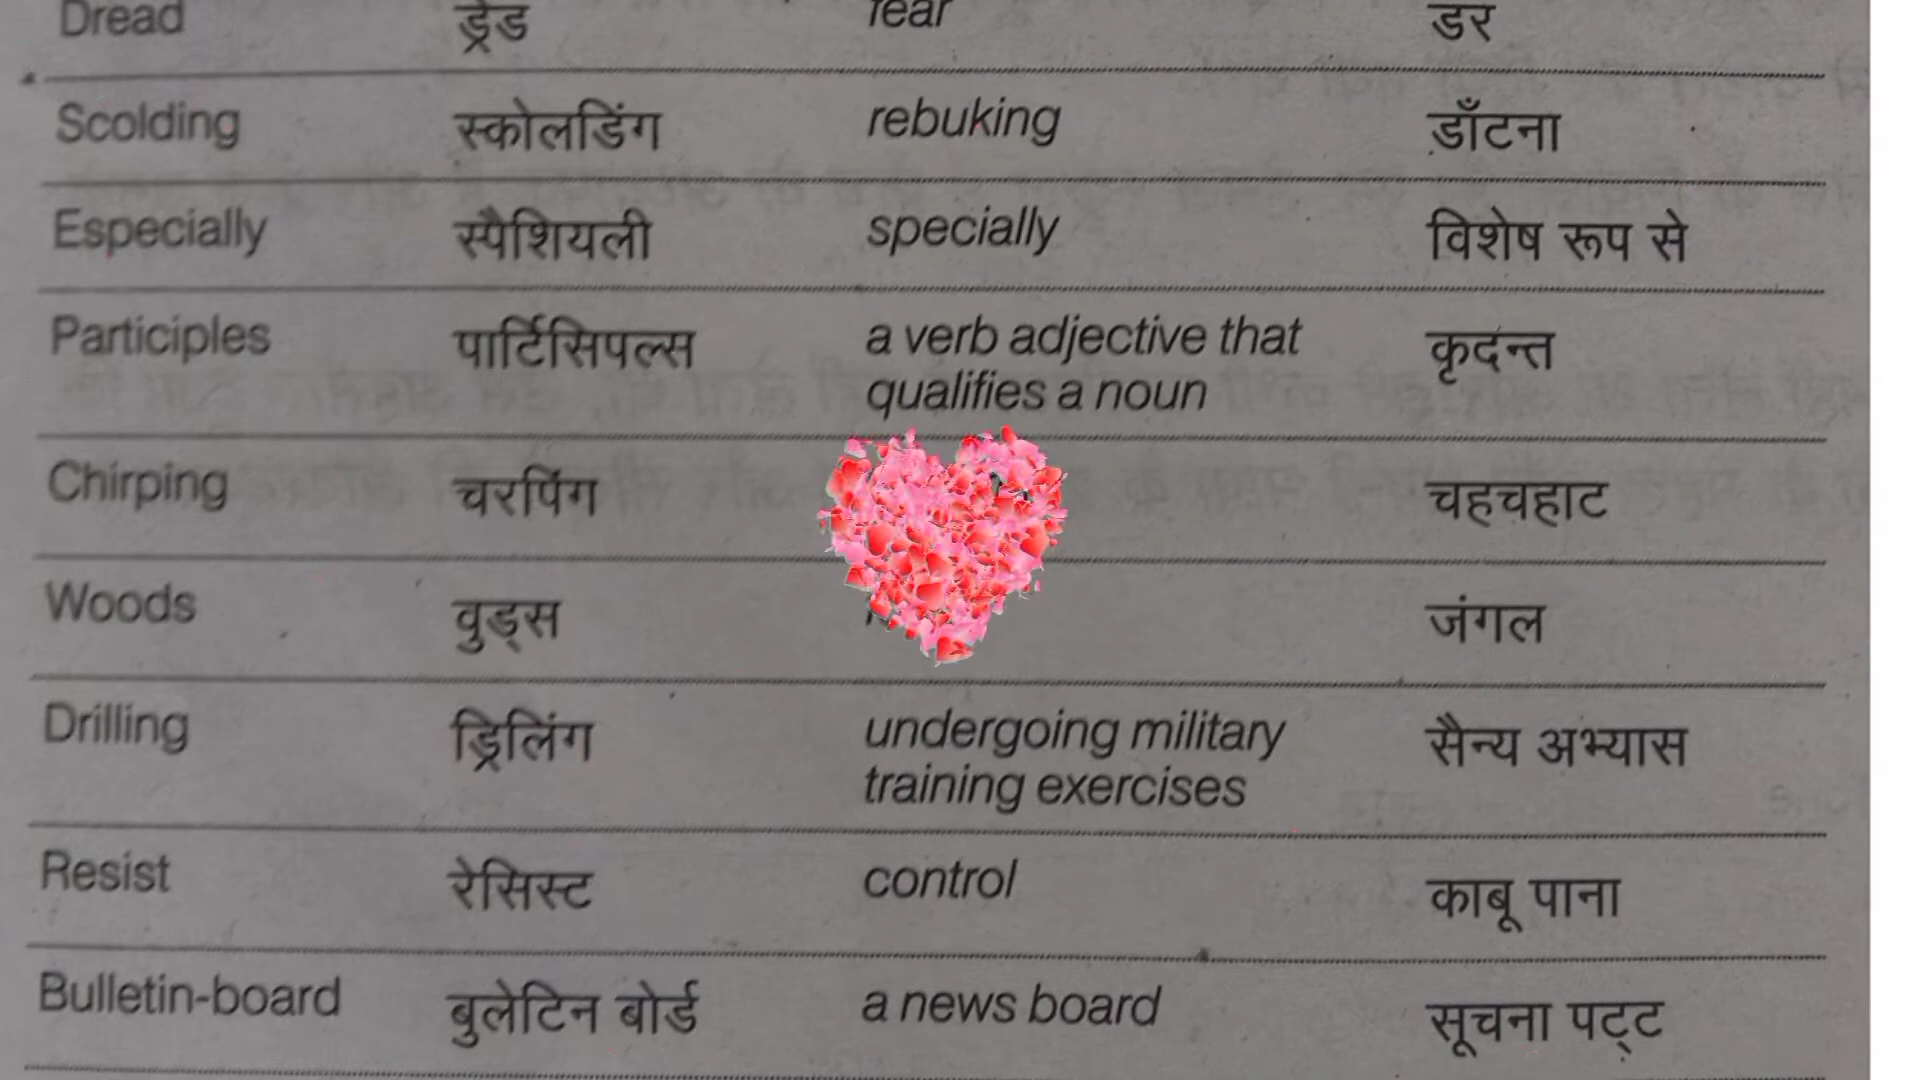 Dread ड्रेड fear डर
Scolding स्कोलडिंग rebuking डाँटना
Especially स्पैशियली specially विशेष रूप से
Participles पार्टिसिपल्स a verb adjective that कृदन्त
qualifies a noun
Chirping चरपिंग चहचहाट
Woods वुड्स जंगल
Drilling ड्रिलिंग undergoing military सैन्य अभ्यास
training exercises
Resist रेसिस्ट control काबू पाना
Bulletin-board बुलेटिन बोर्ड a news board सूचना पट्ट